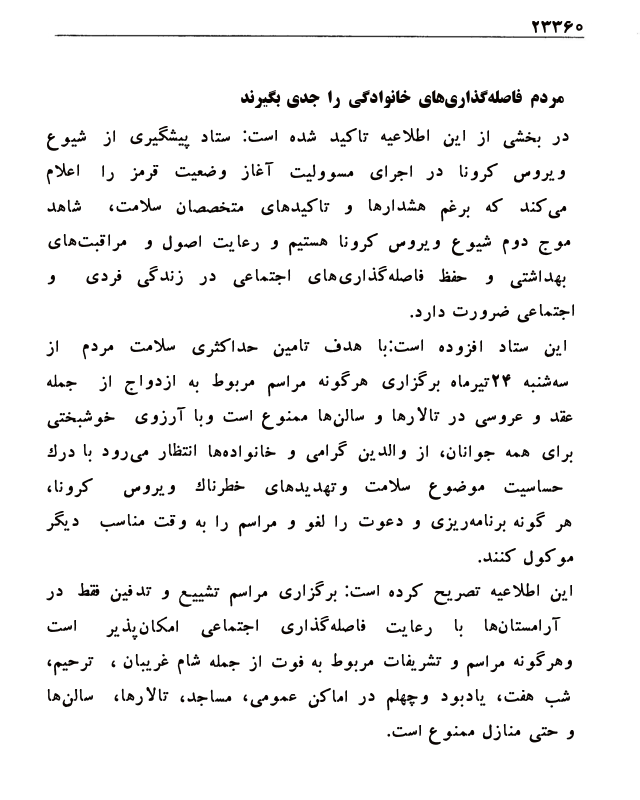 ۲۳۳۶۰
مردم فاصله‌گذاری‌های خانوادگی را جدی بگیرند
در بخشی از این اطلاعیه تاکید شده است: ستاد پیشگیری از شیوع
ویروس کرونا در اجرای مسوولیت آغاز وضعیت قرمز را اعلام
می‌کند که برغم هشدارها و تاکیدهای متخصصان سلامت، شاهد
موج دوم شیوع ویروس کرونا هستیم و رعایت اصول و مراقبت‌های
بهداشتی و حفظ فاصله‌گذاری‌های اجتماعی در زندگی فردی و
اجتماعی ضرورت دارد.
این ستاد افزوده است:با هدف تامین حداکثری سلامت مردم از
سه‌شنبه ۲۴تیرماه برگزاری هرگونه مراسم مربوط به ازدواج از جمله
عقد و عروسی در تالارها و سالن‌ها ممنوع است وبا آرزوی خوشبختی
برای همه جوانان، از والدین گرامی و خانواده‌ها انتظار می‌رود با درك
حساسیت موضوع سلامت وتهدیدهای خطرناك ویروس کرونا،
هر گونه برنامه‌ریزی و دعوت را لغو و مراسم را به وقت مناسب دیگر
موکول کنند.
این اطلاعیه تصریح کرده است: برگزاری مراسم تشییع و تدفین فقط در
آرامستان‌ها با رعایت فاصله‌گذاری اجتماعی امکان‌پذیر است
وهرگونه مراسم و تشریفات مربوط به فوت از جمله شام غریبان ، ترحیم،
شب هفت، یادبود وچهلم در اماکن عمومی، مساجد، تالارها، سالن‌ها
و حتی منازل ممنوع است.